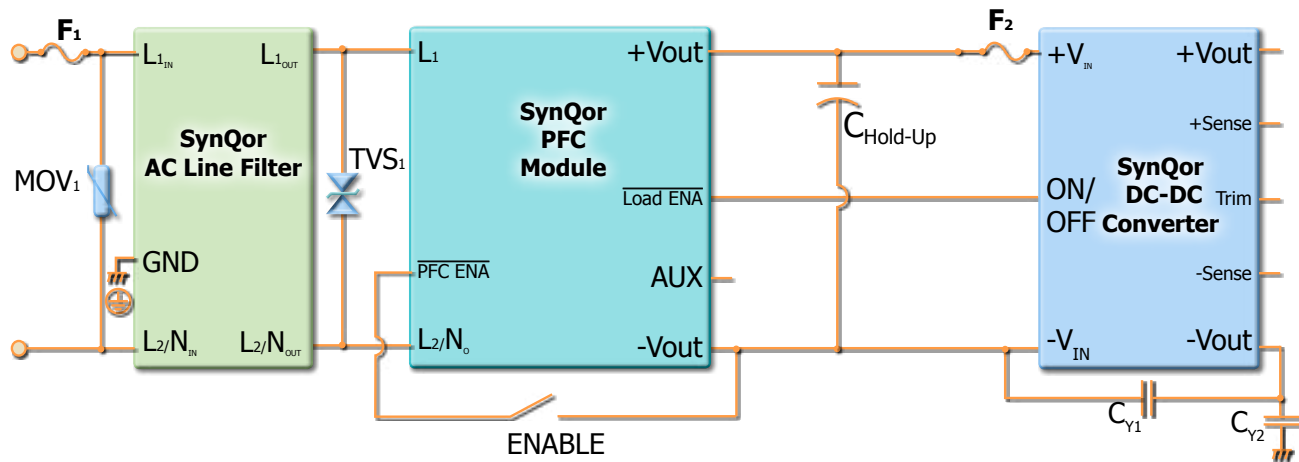 F₁
F₂
L1IN
L1OUT
L₁
+Vout
+VIN
+Vout
SynQor
AC Line Filter
SynQor
PFC
Module
CHold-Up
+Sense
MOV₁
TVS₁
SynQor
DC-DC
Converter
Load ENA
ON/
OFF
Trim
GND
PFC ENA
AUX
-Sense
L2/NIN
L2/NOUT
L2/NO
-Vout
-VIN
-Vout
ENABLE
CY1
CY2